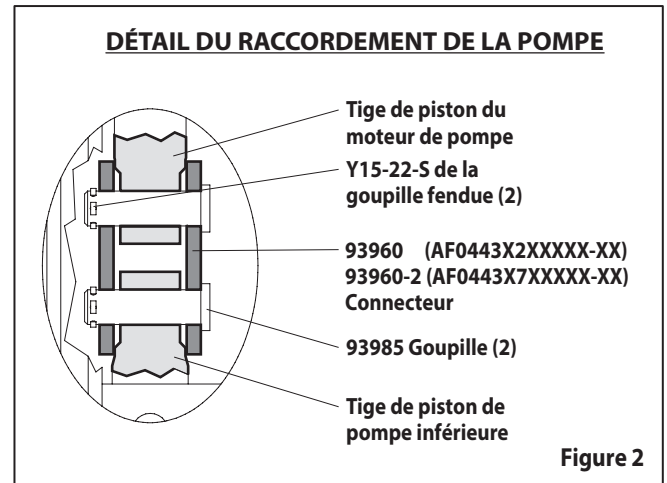 DÉTAIL DU RACCORDEMENT DE LA POMPE
Tige de piston du
moteur de pompe
Y15-22-S de la
goupille fendue (2)
93960 (AF0443X2XXXXX-XX)
93960-2 (AF0443X7XXXXX-XX)
Connecteur
93985 Goupille (2)
Tige de piston de
pompe inférieure
Figure 2